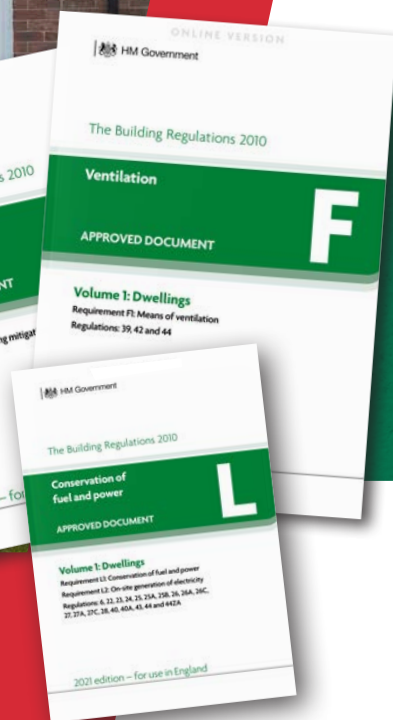 ONLINE VERSION
HM Government
The Building Regulations 2010
Ventilation
F
APPROVED DOCUMENT
Volume 1: Dwellings
Requirement F1: Means of ventilation
Regulations: 39, 42 and 44
s 2010
NT
ng mitigat
– for
HM Government
The Building Regulations 2010
Conservation of
fuel and power
L
APPROVED DOCUMENT
Volume 1: Dwellings
Requirement L1: Conservation of fuel and power
Requirement L2: On-site generation of electricity
Regulations: 6, 22, 23, 24, 25, 25A, 25B, 26, 26A, 26C,
27, 27A, 27C, 28, 40, 40A, 43, 44 and 44ZA
2021 edition – for use in England